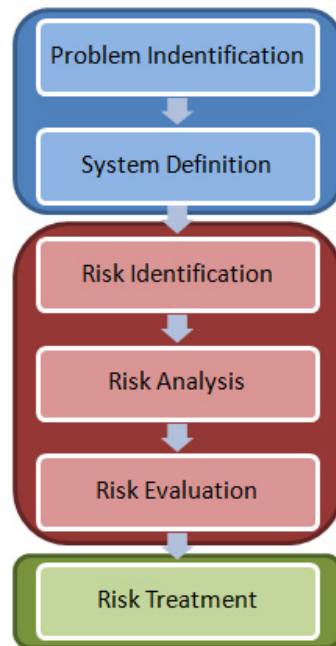 Problem Indentification
System Definition
Risk Identification
Risk Analysis
Risk Evaluation
Risk Treatment